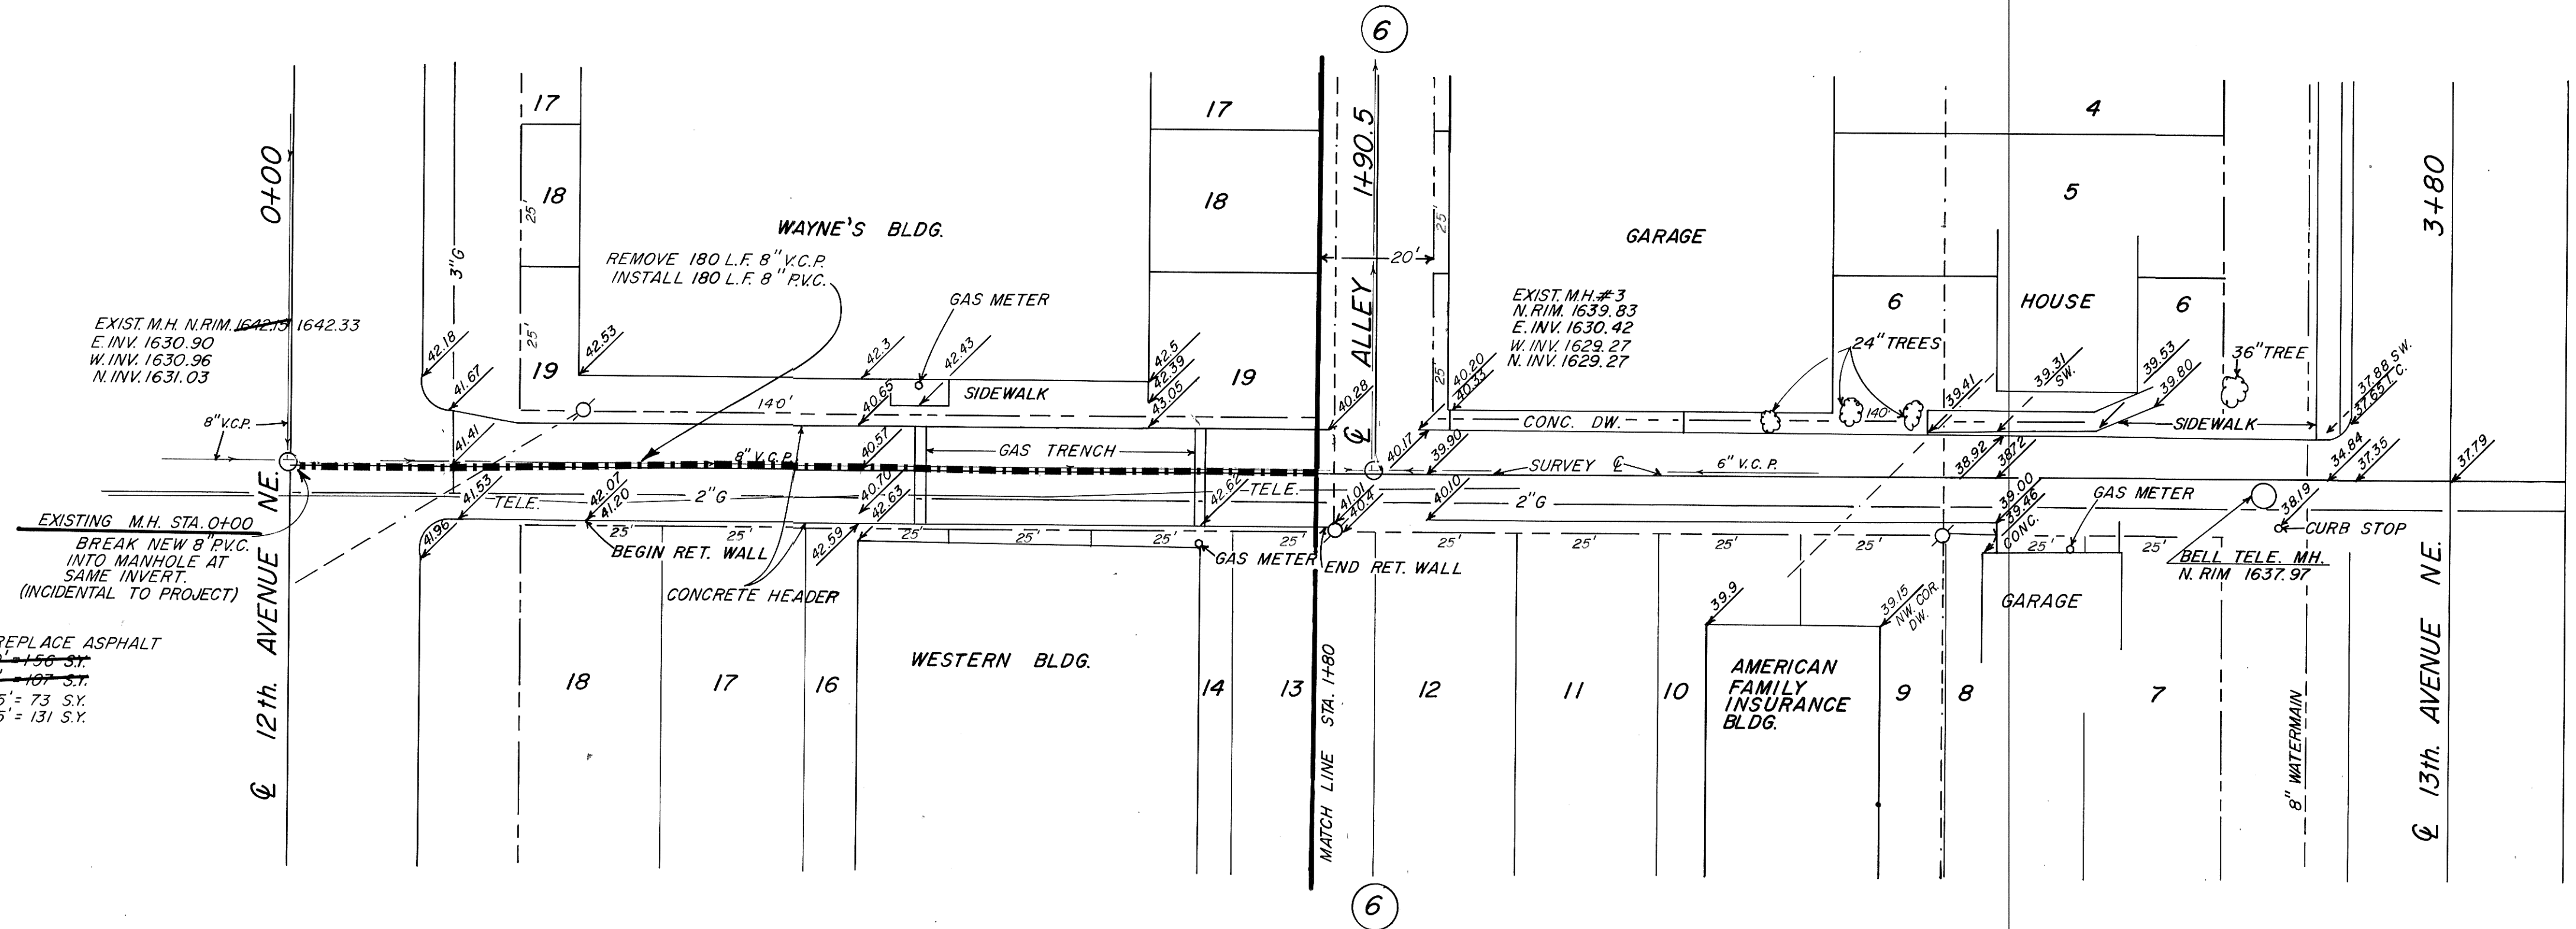 6
0+00
1+90.5
℄ ALLEY
3+80
17
18
25'
25'
19
3"G
WAYNE'S BLDG.
REMOVE 180 L.F. 8" V.C.P.
INSTALL 180 L.F. 8" P.V.C.
GAS METER
17
18
19
20'
25'
25'
GARAGE
4
5
6
HOUSE
6
EXIST. M.H. N.RIM. 1642.15 1642.33
E. INV. 1630.90
W. INV. 1630.96
N. INV. 1631.03
EXIST. M.H. #3
N. RIM. 1639.83
E. INV. 1630.42
W. INV. 1629.27
N. INV. 1629.27
24" TREES
36" TREE
42.18
41.67
42.53
42.3
42.43
42.5
42.39
43.05
40.28
40.20
40.33
39.41
39.31
SW.
39.53
39.80
37.88 SW.
37.65 T.C.
140'
40.65
SIDEWALK
CONC. DW.
140'
SIDEWALK
8" V.C.P.
41.41
8" V.C.P.
40.57
GAS TRENCH
40.17
39.90
SURVEY ℄
6" V.C.P.
38.92
38.72
34.84
37.35
37.79
41.53
TELE.
42.07
41.20
2"G
40.70
42.63
42.62
TELE.
41.01
40.4
40.10
2"G
39.00
39.46
CONC.
GAS METER
38.19
CURB STOP
41.96
25'
25'
42.59
25'
25'
25'
25'
25'
25'
25'
25'
25'
25'
EXISTING M.H. STA. 0+00
BREAK NEW 8" P.V.C.
INTO MANHOLE AT
SAME INVERT.
(INCIDENTAL TO PROJECT)
BEGIN RET. WALL
CONCRETE HEADER
GAS METER
END RET. WALL
BELL TELE. MH.
N. RIM 1637.97
REPLACE ASPHALT
' = 156 S.Y.
' = 107 S.Y.
5' = 73 S.Y.
5' = 131 S.Y.
℄ 12th. AVENUE NE.
18
17
16
WESTERN BLDG.
14
13
MATCH LINE STA. 1+80
12
11
10
39.9
39.15
NW. COR.
DW.
AMERICAN
FAMILY
INSURANCE
BLDG.
9
8
GARAGE
7
8" WATERMAIN
℄ 13th. AVENUE NE.
6